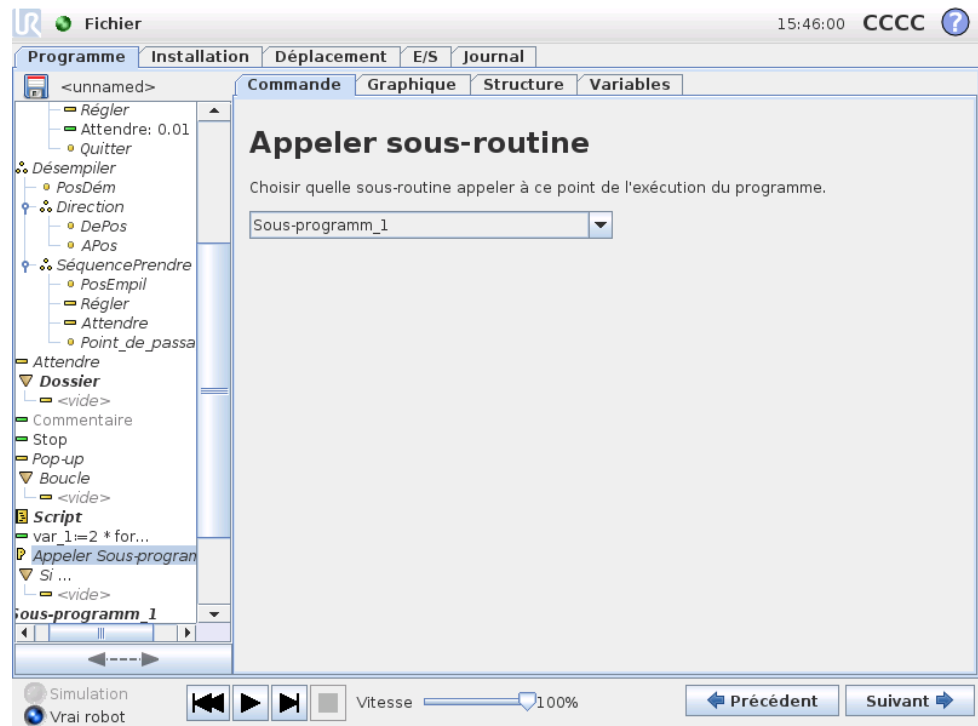 UR Fichier 15:46:00 CCCC ?
Programme Installation Déplacement E/S Journal
<unnamed>
Commande Graphique Structure Variables
Régler
Attendre: 0.01
Quitter
Désempiler
PosDém
Direction
DePos
APos
SéquencePrendre
PosEmpil
Régler
Attendre
Point_de_passa
Attendre
Dossier
<vide>
Commentaire
Stop
Pop-up
Boucle
<vide>
Script
var_1:=2 * for...
Appeler Sous-program
Si ...
<vide>
Sous-programm_1
Appeler sous-routine
Choisir quelle sous-routine appeler à ce point de l'exécution du programme.
Sous-programm_1
Simulation
Vrai robot
Vitesse 100%
Précédent Suivant